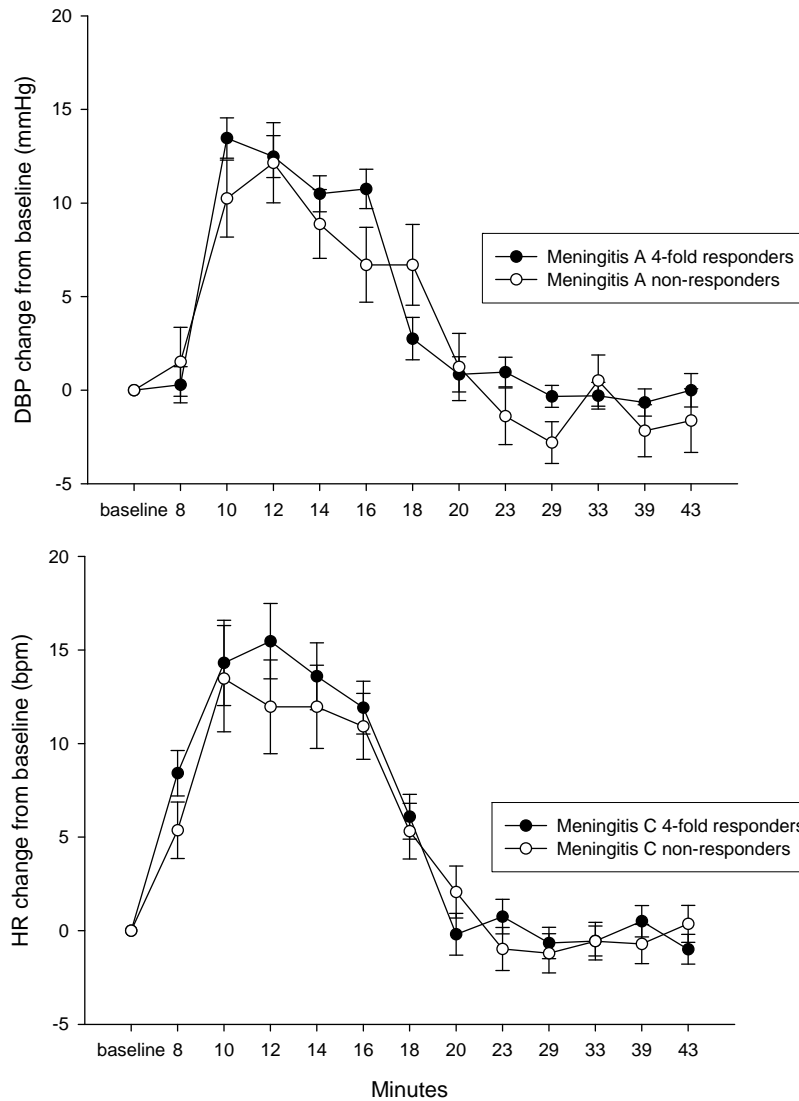 20
15
10
5
0
-5
DBP change from baseline (mmHg)
Meningitis A 4-fold responders
Meningitis A non-responders
baseline 8 10 12 14 16 18 20 23 29 33 39 43
20
15
10
5
0
-5
HR change from baseline (bpm)
Meningitis C 4-fold responders
Meningitis C non-responders
baseline 8 10 12 14 16 18 20 23 29 33 39 43
Minutes